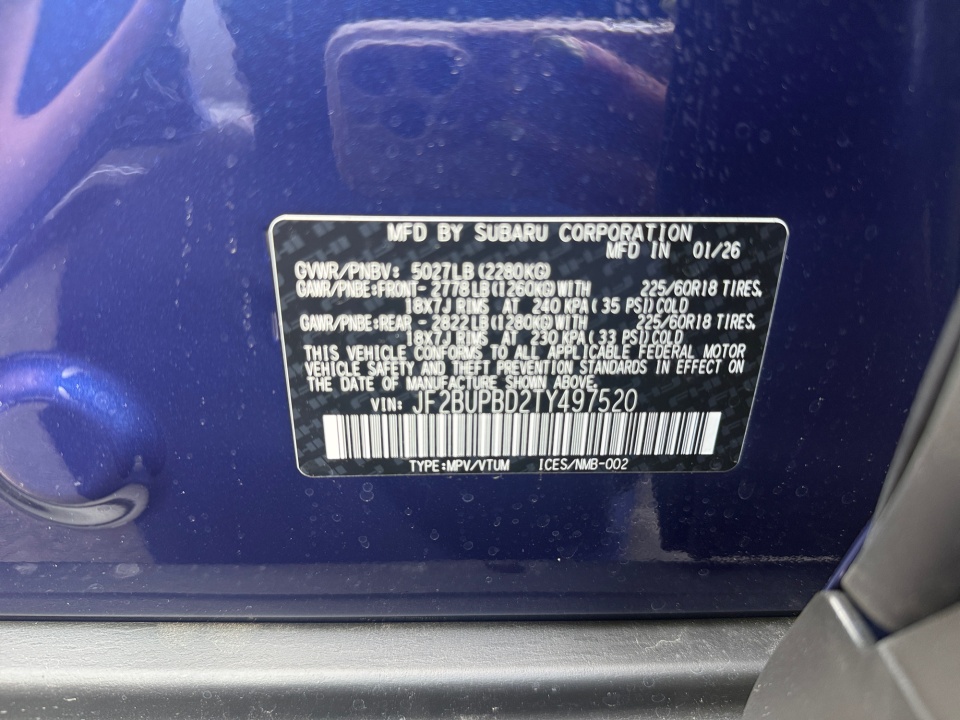 MFD BY SUBARU CORPORATION
MFD IN 01/26
GVWR/PNBV: 5027LB(2280KG)
GAWR/PNBE:FRONT- 2778LB(1260KG)WITH 225/60R18 TIRES,
18X7J RIMS AT 240 KPA( 35 PSI)COLD
GAWR/PNBE:REAR - 2822LB(1280KG)WITH 225/60R18 TIRES,
18X7J RIMS AT 230 KPA( 33 PSI)COLD
THIS VEHICLE CONFORMS TO ALL APPLICABLE FEDERAL MOTOR
VEHICLE SAFETY AND THEFT PREVENTION STANDARDS IN EFFECT ON
THE DATE OF MANUFACTURE SHOWN ABOVE.
VIN: JF2BUPBD2TY497520
TYPE:MPV/VTUM ICES/NMB-002